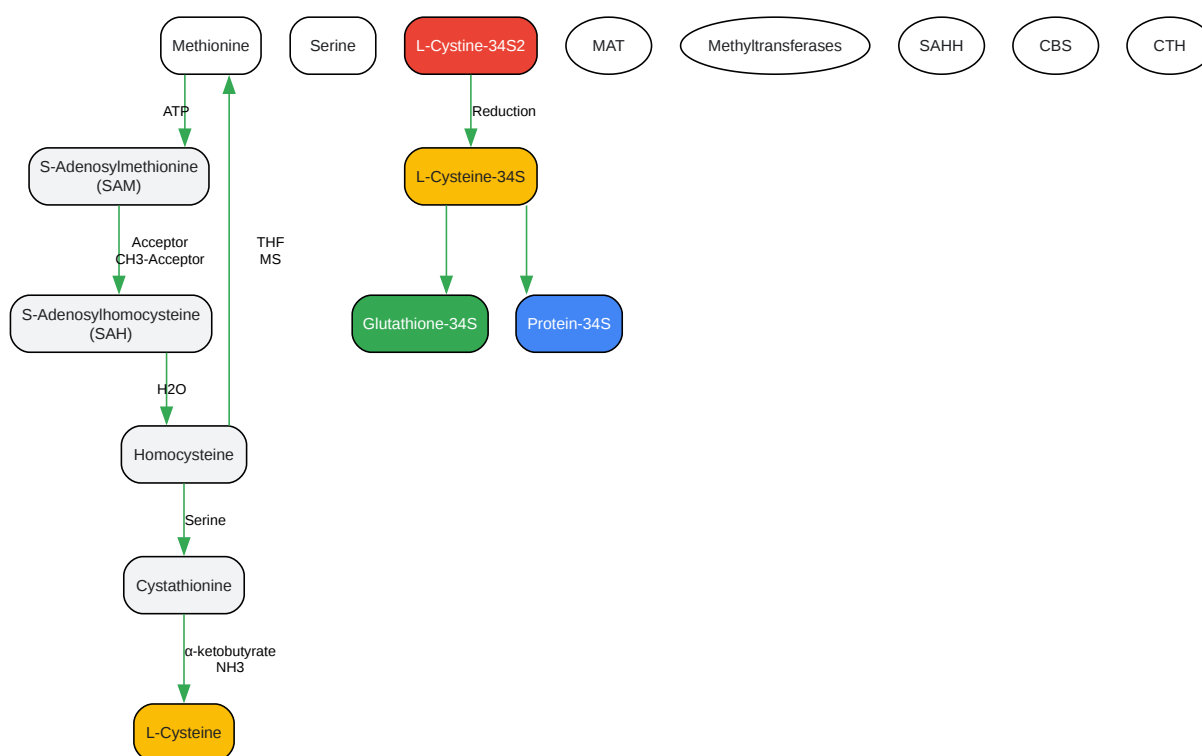 Methionine
Serine
L-Cystine-34S2
MAT
Methyltransferases
SAHH
CBS
CTH
ATP
Reduction
S-Adenosylmethionine
(SAM)
L-Cysteine-34S
Acceptor
CH3-Acceptor
THF
MS
S-Adenosylhomocysteine
(SAH)
Glutathione-34S
Protein-34S
H2O
Homocysteine
Serine
Cystathionine
α-ketobutyrate
NH3
L-Cysteine